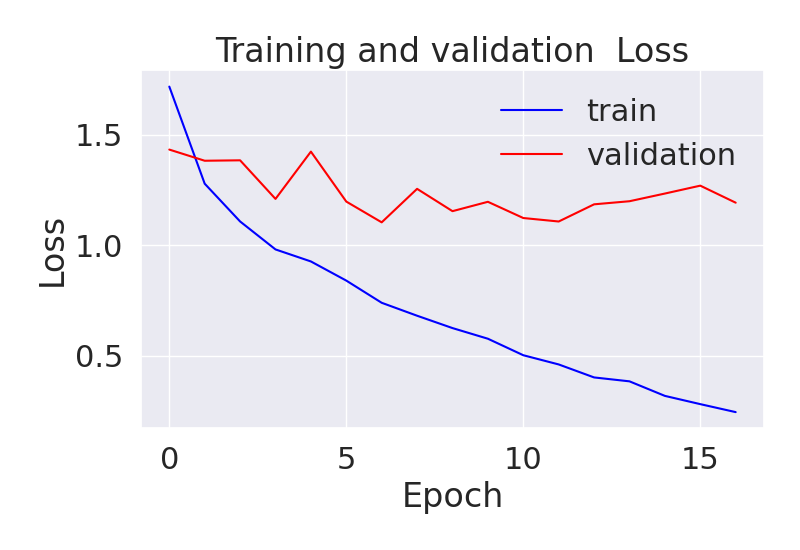 Training and validation  Loss
train
validation
Loss
1.5
1.0
0.5
0 5 10 15
Epoch